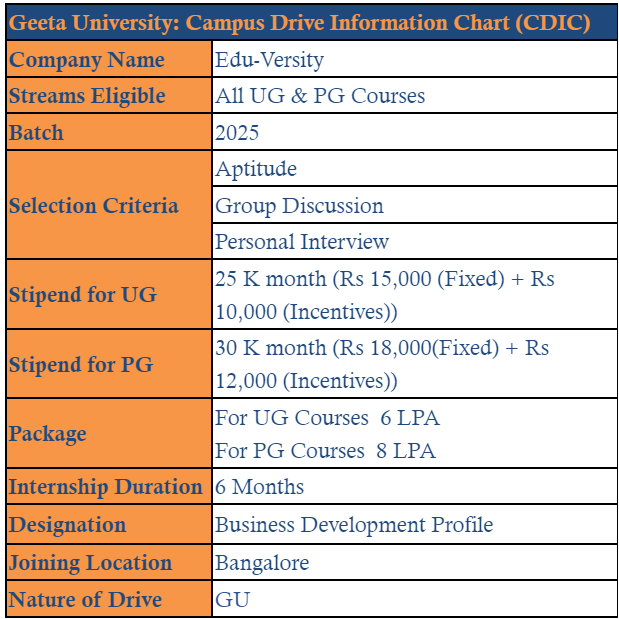 Geeta University: Campus Drive Information Chart (CDIC)
Company Name
Edu-Versity
Streams Eligible
All UG & PG Courses
Batch
2025
Selection Criteria
Aptitude
Group Discussion
Personal Interview
Stipend for UG
25 K month (Rs 15,000 (Fixed) + Rs
10,000 (Incentives))
Stipend for PG
30 K month (Rs 18,000(Fixed) + Rs
12,000 (Incentives))
Package
For UG Courses  6 LPA
For PG Courses  8 LPA
Internship Duration
6 Months
Designation
Business Development Profile
Joining Location
Bangalore
Nature of Drive
GU